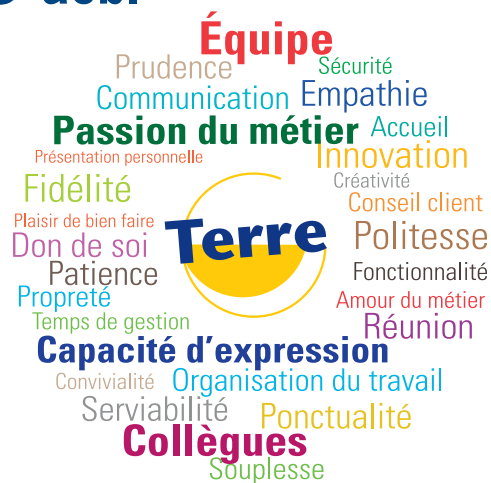 Équipe
Prudence Sécurité
Communication Empathie
Passion du métier Accueil
Présentation personnelle Innovation
Fidélité Créativité
Plaisir de bien faire Conseil client
Don de soi Terre Politesse
Patience Fonctionnalité
Propreté Amour du métier
Temps de gestion Réunion
Capacité d'expression
Convivialité Organisation du travail
Serviabilité Ponctualité
Collègues
Souplesse